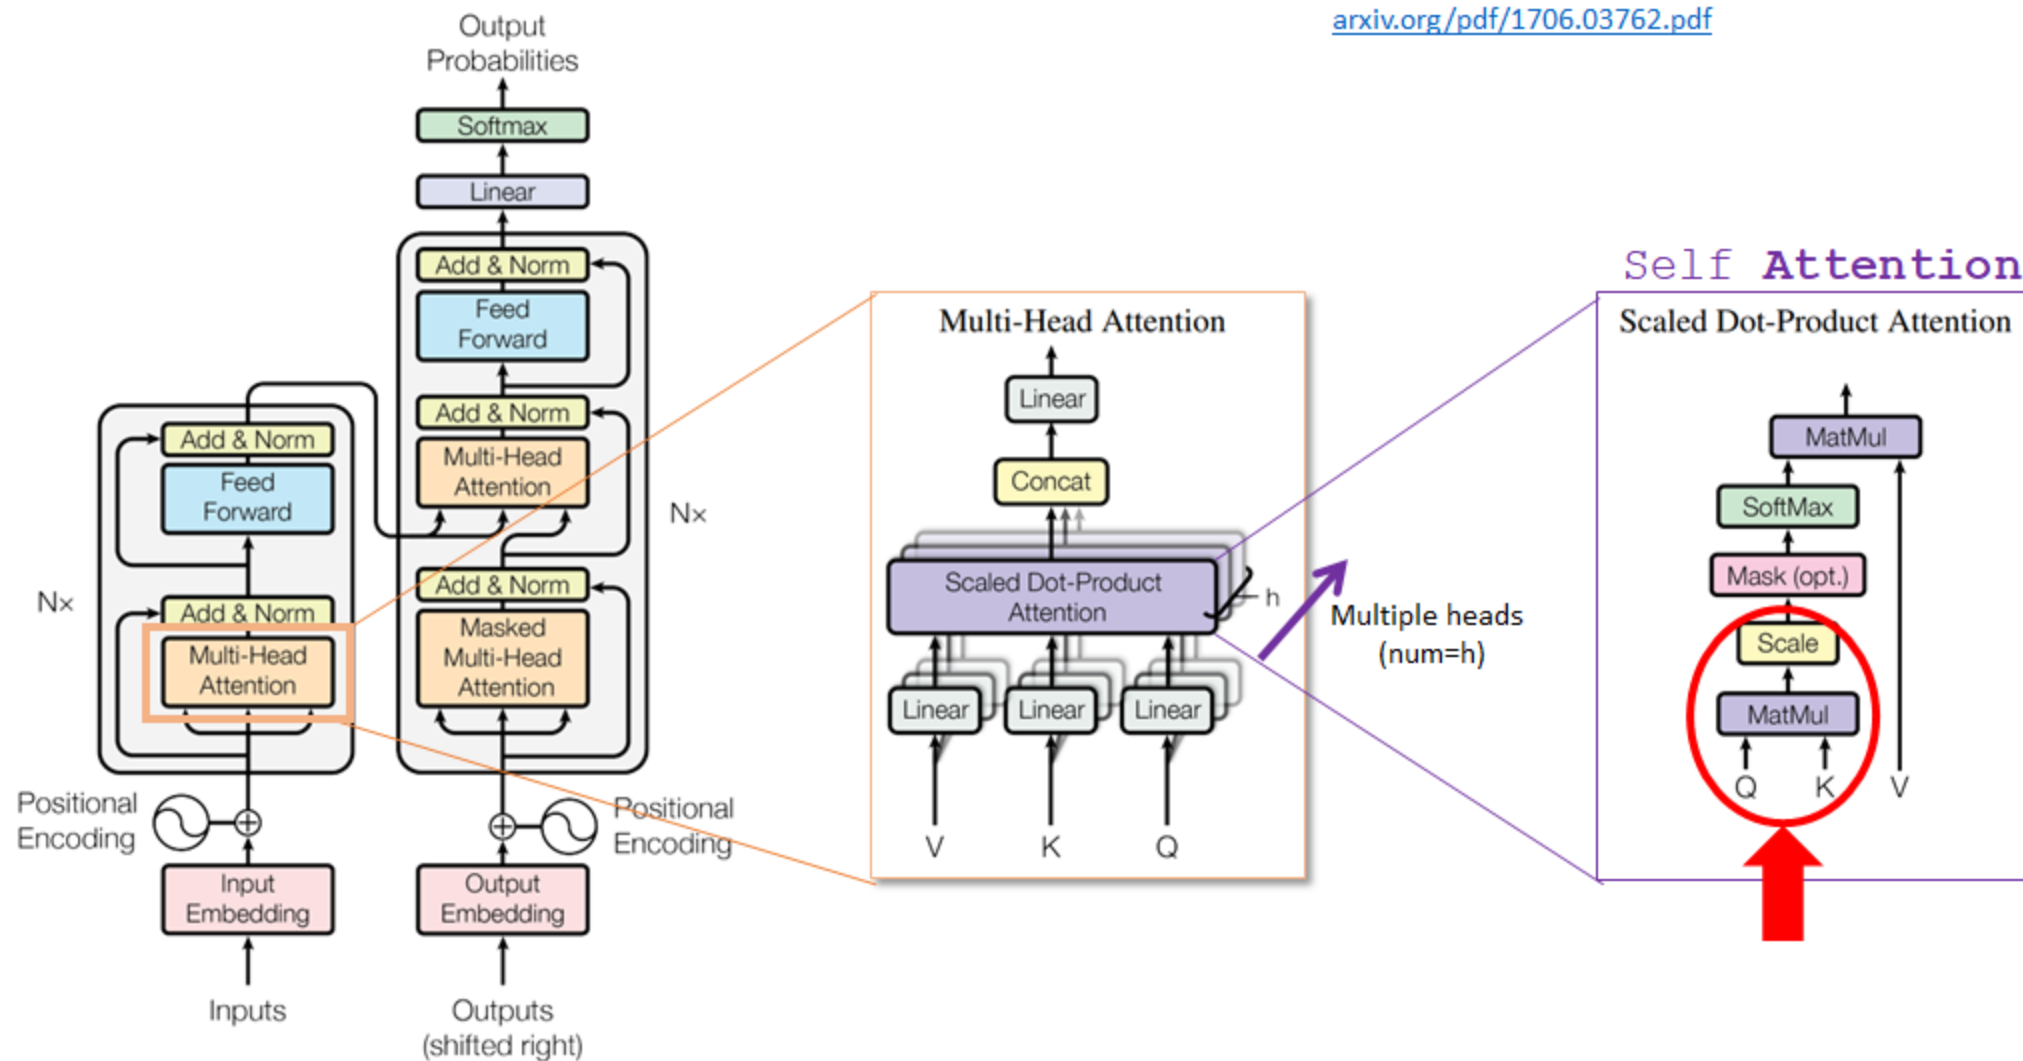 arxiv.org/pdf/1706.03762.pdf
Output
Probabilities
Softmax
Linear
Add & Norm
Feed
Forward
Add & Norm
Multi-Head
Attention
Add & Norm
Masked
Multi-Head
Attention
Nx
Add & Norm
Feed
Forward
Add & Norm
Multi-Head
Attention
Nx
Positional
Encoding
Positional
Encoding
Input
Embedding
Output
Embedding
Inputs
Outputs
(shifted right)
Multi-Head Attention
Linear
Concat
Scaled Dot-Product
Attention
h
Linear
Linear
Linear
V
K
Q
Multiple heads
(num=h)
Self Attention
Scaled Dot-Product Attention
MatMul
SoftMax
Mask (opt.)
Scale
MatMul
Q
K
V